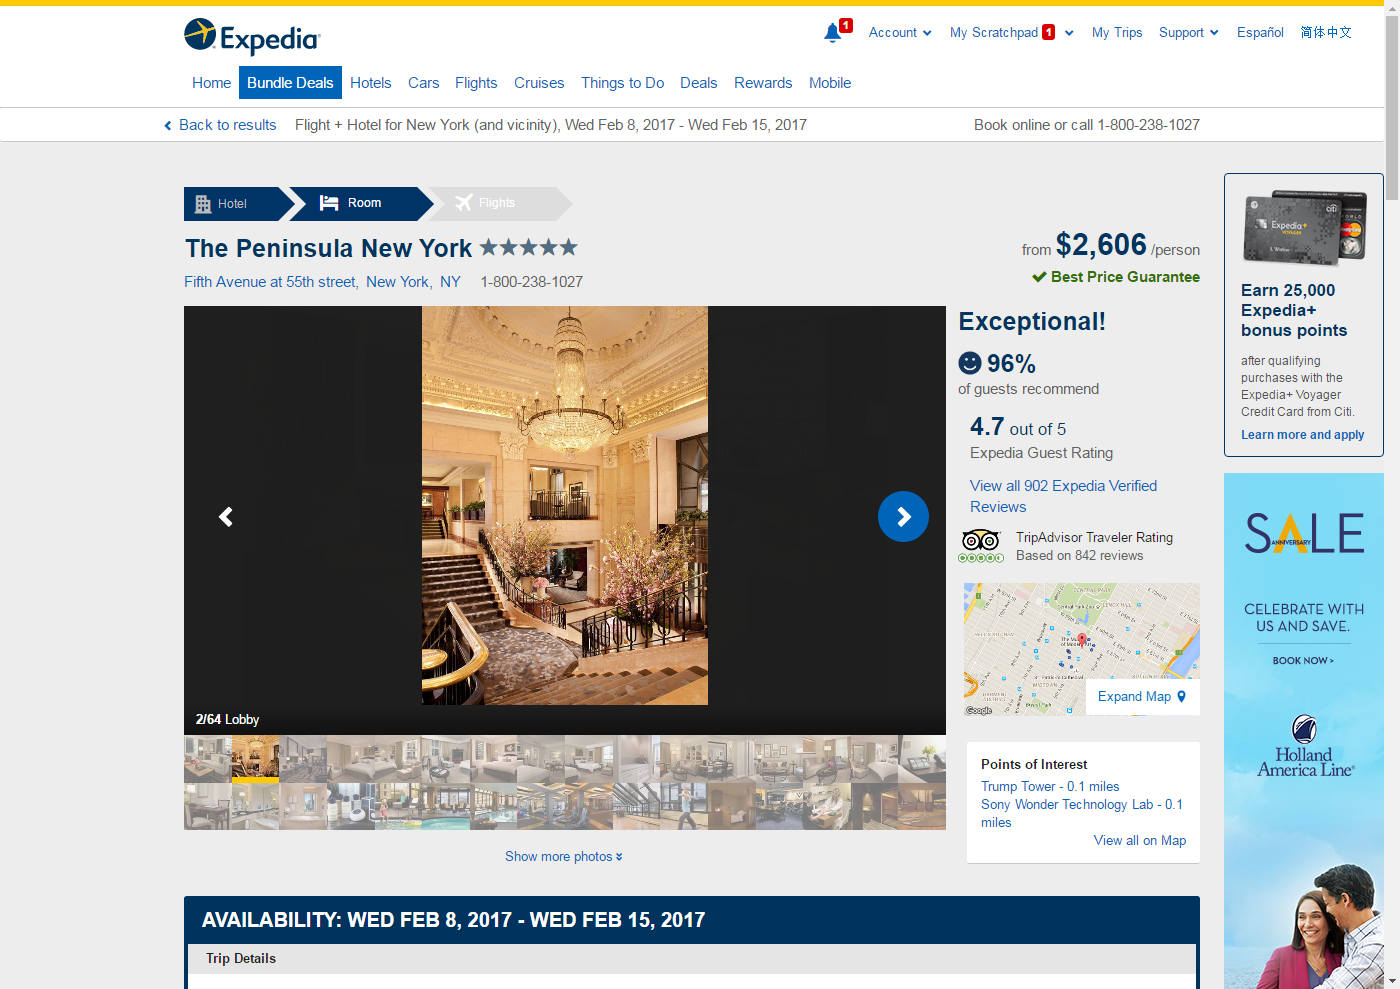 Expedia
1
Account
My Scratchpad 1
My Trips
Support
Español
简体中文
Home
Bundle Deals
Hotels
Cars
Flights
Cruises
Things to Do
Deals
Rewards
Mobile
Back to results
Flight + Hotel for New York (and vicinity), Wed Feb 8, 2017 - Wed Feb 15, 2017
Book online or call 1-800-238-1027
Hotel
Room
Flights
The Peninsula New York
Fifth Avenue at 55th street, New York, NY 1-800-238-1027
from $2,606 /person
Best Price Guarantee
2/64 Lobby
Show more photos
Exceptional!
96%
of guests recommend
4.7 out of 5
Expedia Guest Rating
View all 902 Expedia Verified
Reviews
TripAdvisor Traveler Rating
Based on 842 reviews
Google
Expand Map
Points of Interest
Trump Tower - 0.1 miles
Sony Wonder Technology Lab - 0.1
miles
View all on Map
AVAILABILITY: WED FEB 8, 2017 - WED FEB 15, 2017
Trip Details
citi
Expedia+
VOYAGER
Earn 25,000
Expedia+
bonus points
after qualifying
purchases with the
Expedia+ Voyager
Credit Card from Citi.
Learn more and apply
SALE
ANNIVERSARY
CELEBRATE WITH
US AND SAVE.
BOOK NOW >
Holland
America Line®